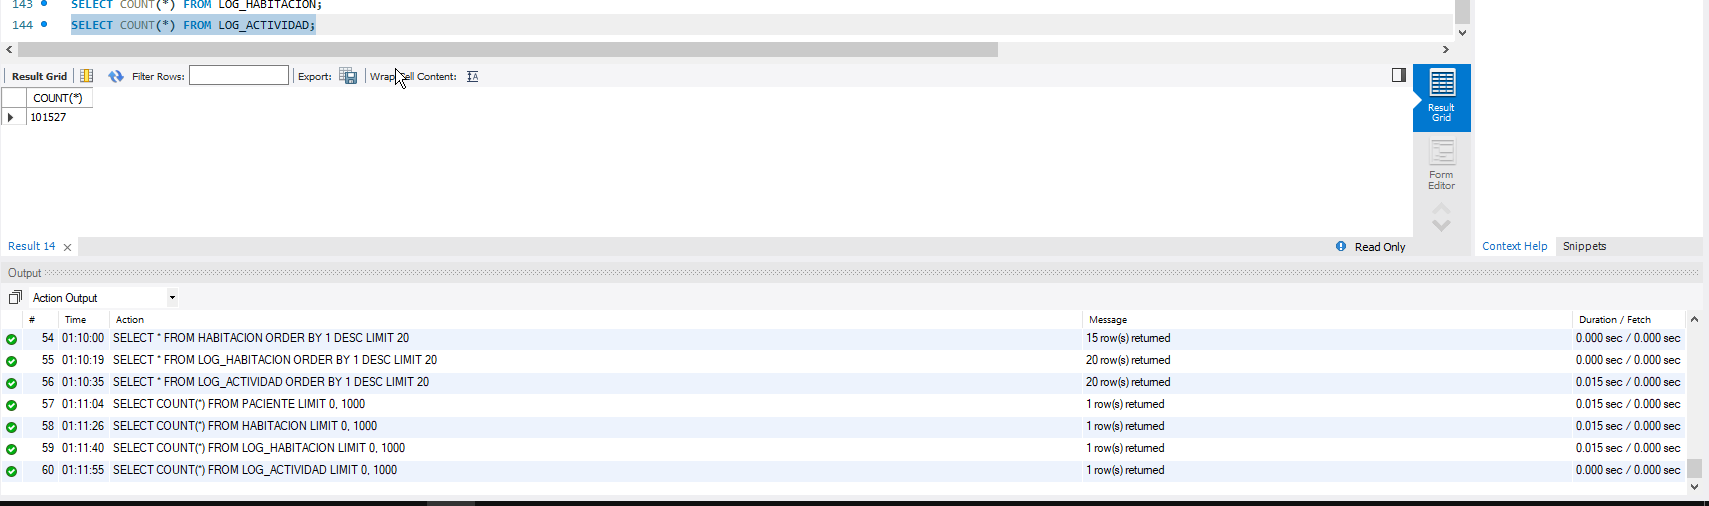 143 SELECT COUNT(*) FROM LOG_HABITACION;
144 SELECT COUNT(*) FROM LOG_ACTIVIDAD;
Result Grid Filter Rows: Export: Wrap Cell Content:
COUNT(*)
101527
Result Grid
Form Editor
Result 14 Read Only Context Help Snippets
Output
Action Output
# Time Action Message Duration / Fetch
54 01:10:00 SELECT * FROM HABITACION ORDER BY 1 DESC LIMIT 20 15 row(s) returned 0.000 sec / 0.000 sec
55 01:10:19 SELECT * FROM LOG_HABITACION ORDER BY 1 DESC LIMIT 20 20 row(s) returned 0.000 sec / 0.000 sec
56 01:10:35 SELECT * FROM LOG_ACTIVIDAD ORDER BY 1 DESC LIMIT 20 20 row(s) returned 0.015 sec / 0.000 sec
57 01:11:04 SELECT COUNT(*) FROM PACIENTE LIMIT 0, 1000 1 row(s) returned 0.015 sec / 0.000 sec
58 01:11:26 SELECT COUNT(*) FROM HABITACION LIMIT 0, 1000 1 row(s) returned 0.015 sec / 0.000 sec
59 01:11:40 SELECT COUNT(*) FROM LOG_HABITACION LIMIT 0, 1000 1 row(s) returned 0.015 sec / 0.000 sec
60 01:11:55 SELECT COUNT(*) FROM LOG_ACTIVIDAD LIMIT 0, 1000 1 row(s) returned 0.000 sec / 0.000 sec